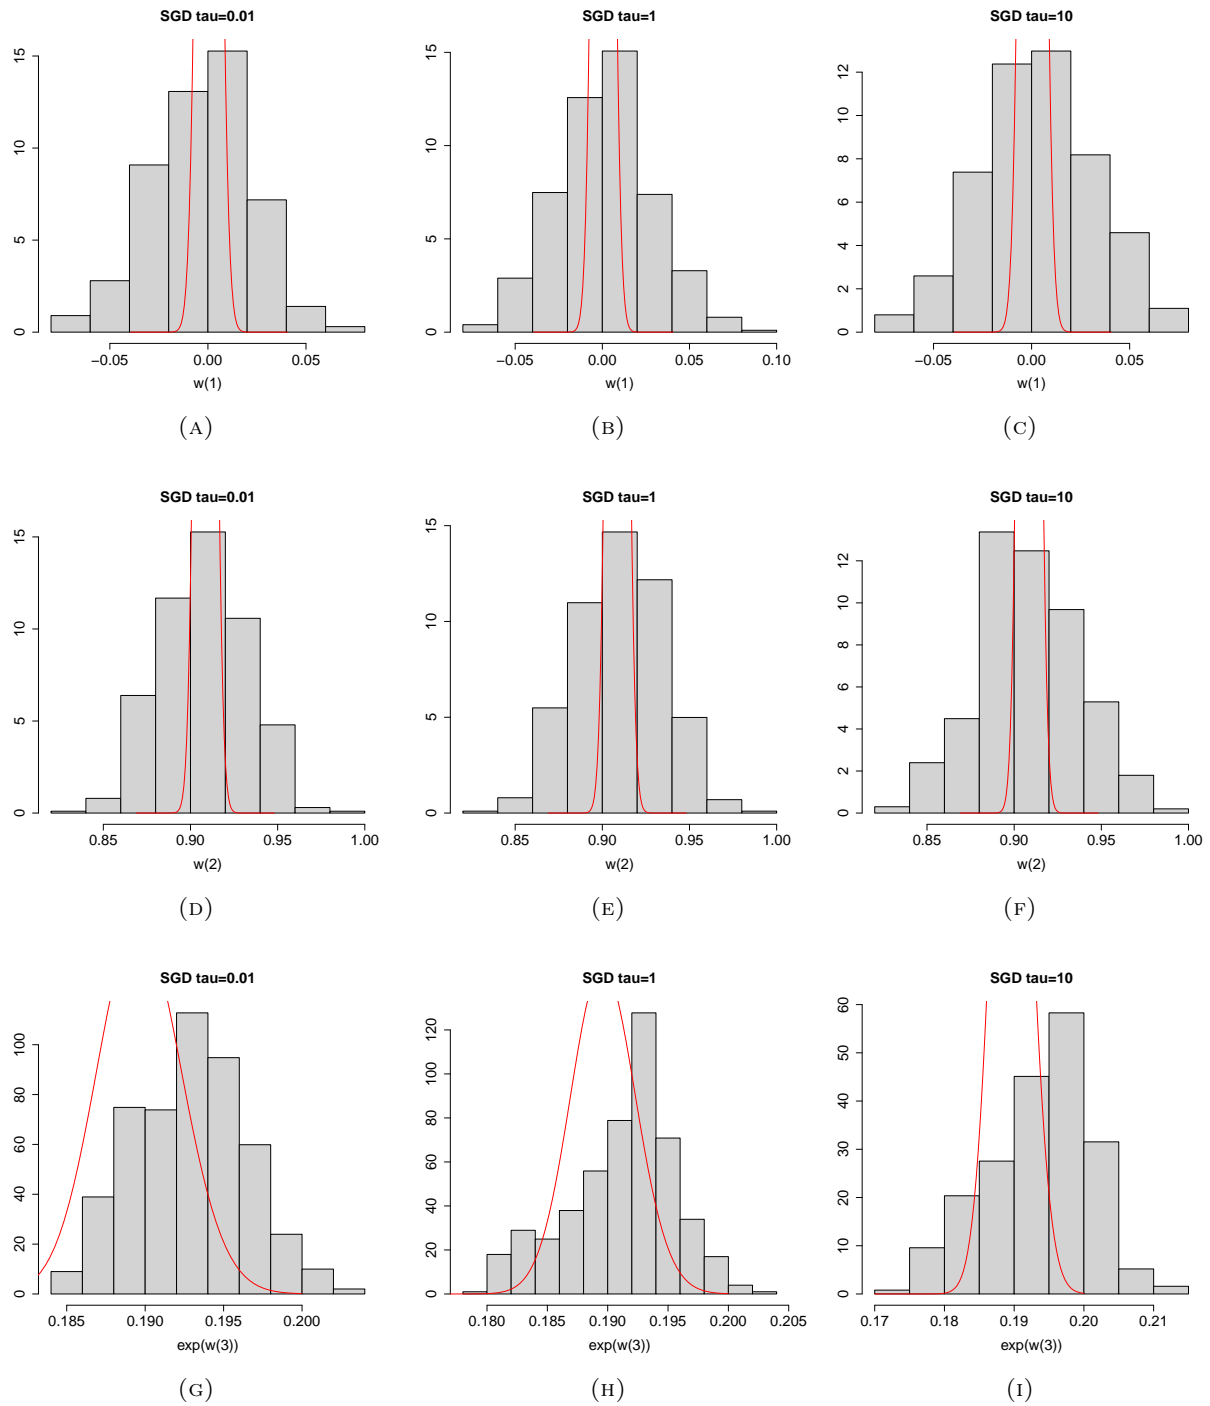 SGD tau=0.01
SGD tau=1
SGD tau=10
15
10
5
0
−0.05 0.00 0.05
w(1)
15
10
5
0
−0.05 0.00 0.05 0.10
w(1)
12
10
8
6
4
2
0
−0.05 0.00 0.05
w(1)
(A)
(B)
(C)
SGD tau=0.01
SGD tau=1
SGD tau=10
15
10
5
0
0.85 0.90 0.95 1.00
w(2)
15
10
5
0
0.85 0.90 0.95 1.00
w(2)
12
10
8
6
4
2
0
0.85 0.90 0.95 1.00
w(2)
(D)
(E)
(F)
SGD tau=0.01
SGD tau=1
SGD tau=10
100
80
60
40
20
0
0.185 0.190 0.195 0.200
exp(w(3))
120
100
80
60
40
20
0
0.180 0.185 0.190 0.195 0.200 0.205
exp(w(3))
60
50
40
30
20
10
0
0.17 0.18 0.19 0.20 0.21
exp(w(3))
(G)
(H)
(I)